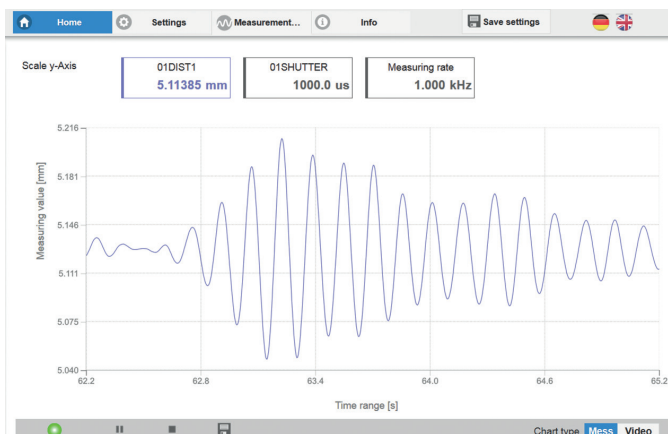 Home Settings Measurement... Info Save settings
Scale y-Axis
01DIST1
5.11385 mm
01SHUTTER
1000.0 us
Measuring rate
1.000 kHz
Measuring value [mm]
5.216
5.181
5.146
5.111
5.075
5.040
62.2 62.8 63.4 64.0 64.6 65.2
Time range [s]
Chart type Mess Video